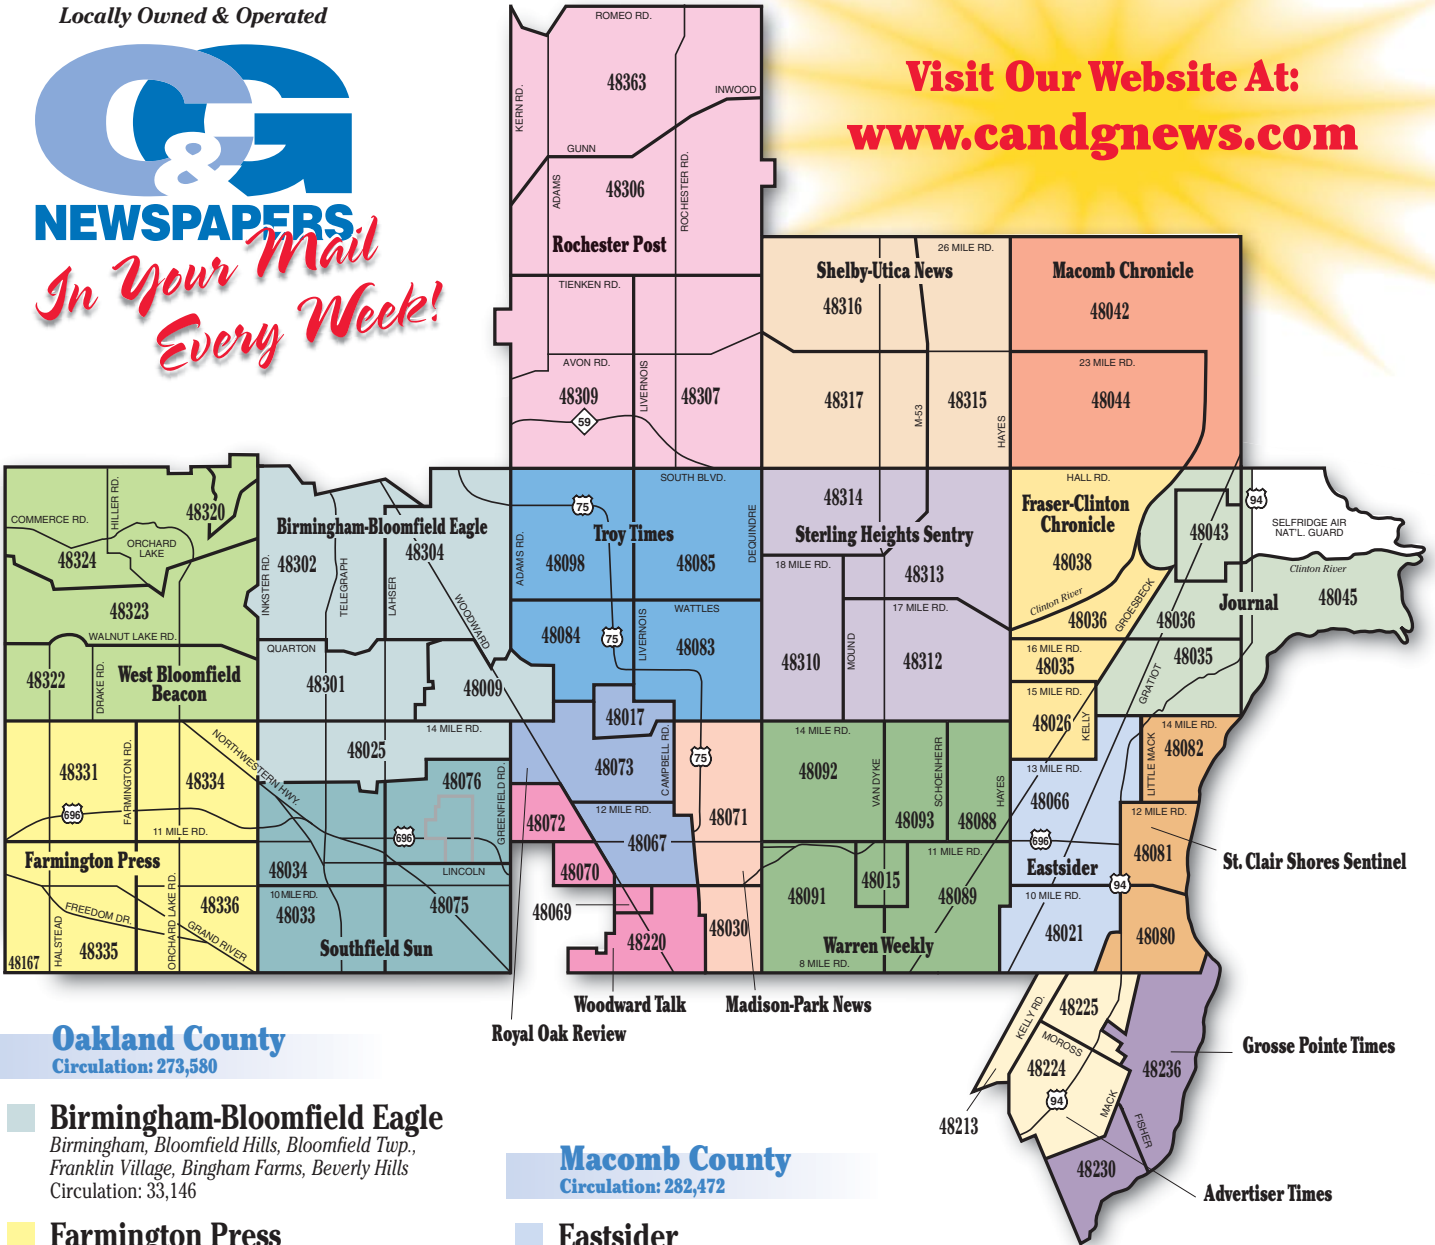 Locally Owned & Operated
C&G
NEWSPAPERS
In Your Mail
Every Week!
Visit Our Website At:
www.candgnews.com
ROMEO RD.
KERN RD.
48363
INWOOD
GUNN
ADAMS
48306
ROCHESTER RD.
Rochester Post
TIENKEN RD.
AVON RD.
48309
LIVERNOIS
48307
59
26 MILE RD.
Shelby-Utica News
48316
48317
M-53
48315
HAYES
Macomb Chronicle
48042
23 MILE RD.
48044
COMMERCE RD.
HILLER RD.
48320
ORCHARD
LAKE
48324
48323
WALNUT LAKE RD.
48322
DRAKE RD.
West Bloomfield
Beacon
Birmingham-Bloomfield Eagle
48302
48304
INKSTER RD.
TELEGRAPH
LAHSER
WOODWARD
QUARTON
48301
48009
14 MILE RD.
48025
SOUTH BLVD.
75
Troy Times
ADAMS RD.
48098
48085
DEQUINDRE
WATTLES
48084
75
LIVERNOIS
48083
48314
Sterling Heights Sentry
18 MILE RD.
48313
17 MILE RD.
48310
MOUND
48312
HALL RD.
Fraser-Clinton
Chronicle
48038
Clinton River
48036
GROESBECK
16 MILE RD.
48035
15 MILE RD.
48026
KELLY
48043
94
SELFRIDGE AIR
NAT'L. GUARD
Clinton River
Journal
48045
48036
48035
GRATIOT
48331
FARMINGTON RD.
48334
NORTHWESTERN HWY.
696
11 MILE RD.
Farmington Press
FREEDOM DR.
ORCHARD LAKE RD.
48336
HALSTEAD
48335
GRAND RIVER
48167
48076
GREENFIELD RD.
696
48034
LINCOLN
10 MILE RD.
48033
48075
Southfield Sun
48017
48073
CAMPBELL RD.
75
12 MILE RD.
48067
48071
48072
48070
48069
48220
48030
14 MILE RD.
48092
VAN DYKE
SCHOENHERR
HAYES
48093
48088
11 MILE RD.
48091
48015
48089
Warren Weekly
8 MILE RD.
13 MILE RD.
48066
696
Eastsider
94
10 MILE RD.
48021
14 MILE RD.
LITTLE MACK
48082
12 MILE RD.
48081
48080
St. Clair Shores Sentinel
Woodward Talk
Madison-Park News
Royal Oak Review
KELLY RD.
48225
MOROSS
48224
94
MACK
48236
FISHER
48213
48230
Grosse Pointe Times
Advertiser Times
Oakland County
Circulation: 273,580
Birmingham-Bloomfield Eagle
Birmingham, Bloomfield Hills, Bloomfield Twp.,
Franklin Village, Bingham Farms, Beverly Hills
Circulation: 33,146
Farmington Press
Macomb County
Circulation: 282,472
Eastsider